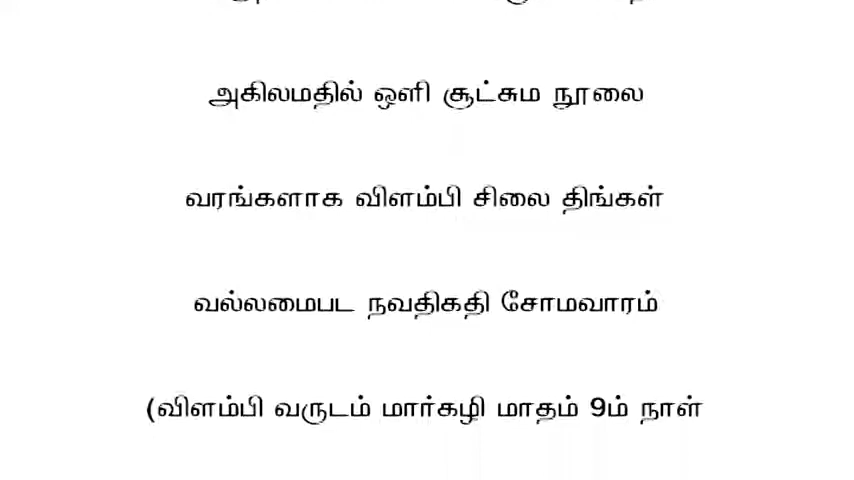 அகிலமதில் ஒளி சூட்சும நூலை
வரங்களாக விளம்பி சிலை திங்கள்
வல்லமைபட நவதிகதி சோமவாரம்
(விளம்பி வருடம் மார்கழி மாதம் 9ம் நாள்